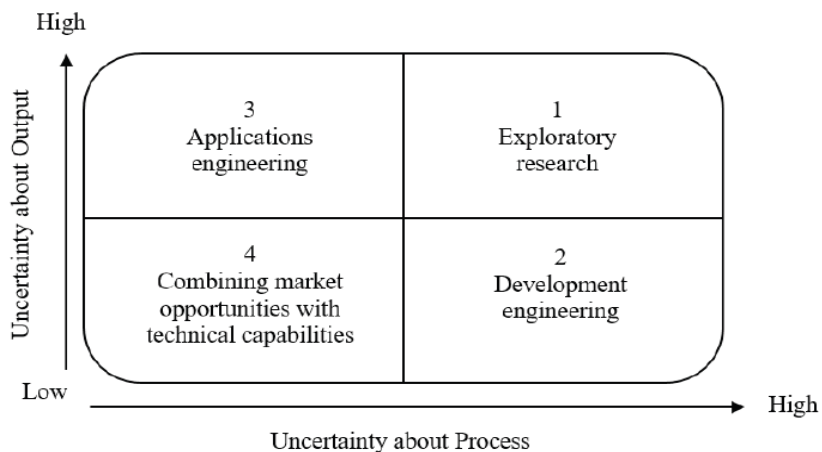 High
Uncertainty about Output
3
Applications
engineering
1
Exploratory
research
4
Combining market
opportunities with
technical capabilities
2
Development
engineering
Low
High
Uncertainty about Process